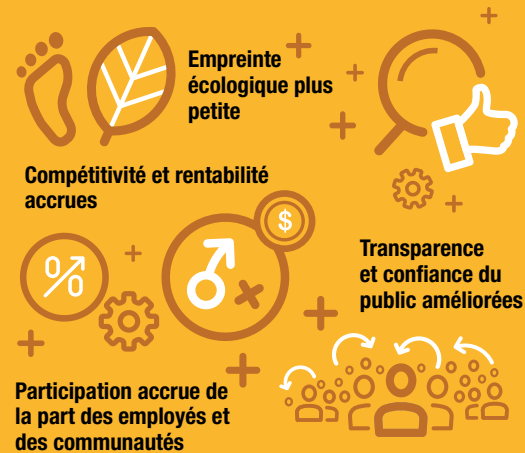 Empreinte
écologique plus
petite
Compétitivité et rentabilité
accrues
$
%
Transparence
et confiance du
public améliorées
Participation accrue de
la part des employés et
des communautés